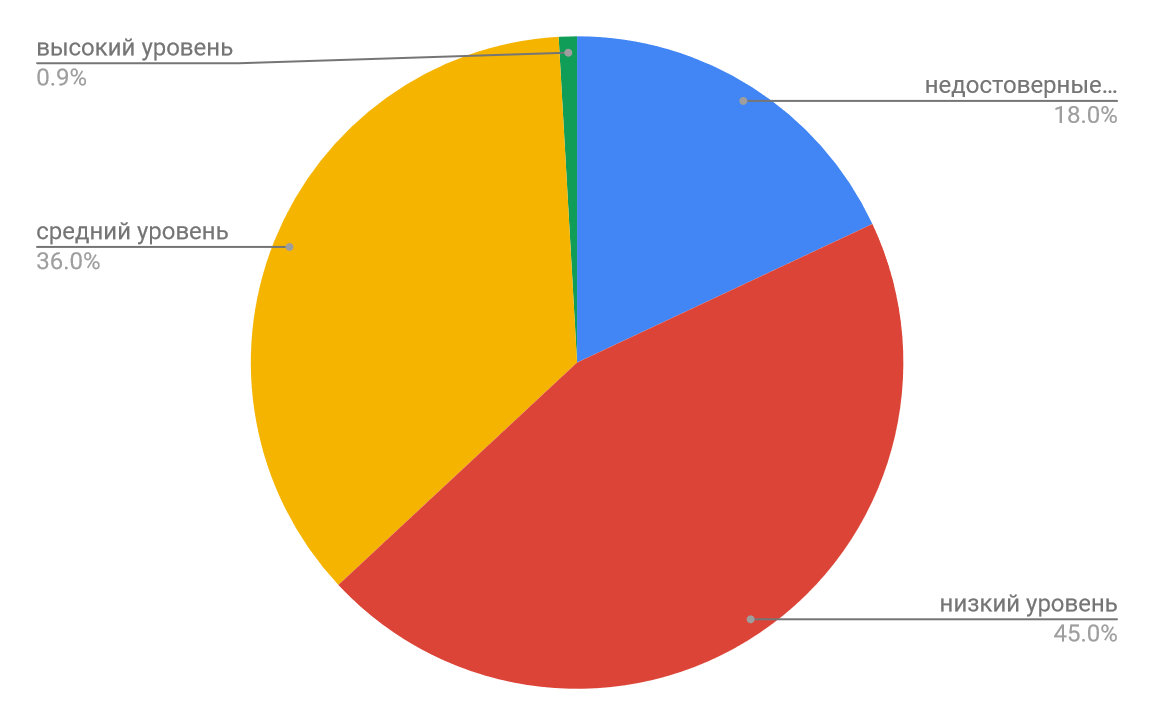 высокий уровень
0.9%
недостоверные…
18.0%
средний уровень
36.0%
низкий уровень
45.0%